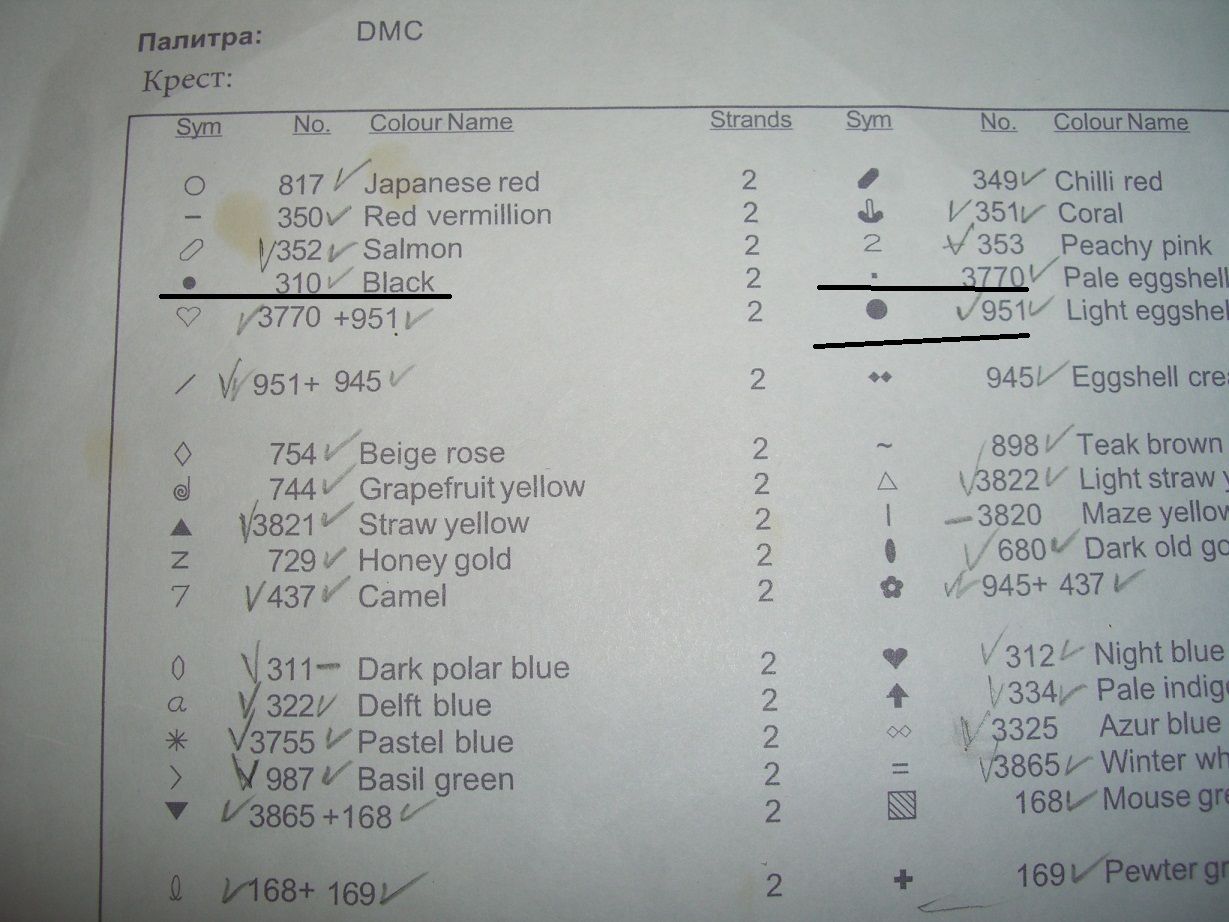 Палитра: DMC
Крест:
Sym No. Colour Name Strands Sym No. Colour Name
817 Japanese red 2 349 Chilli red
350 Red vermillion 2 351 Coral
352 Salmon 2 2 353 Peachy pink
310 Black 2 3770 Pale eggshell
3770 +951 2 951 Light eggshel
951+ 945 2 945 Eggshell cre
754 Beige rose 2 898 Teak brown
744 Grapefruit yellow 2 3822 Light straw y
3821 Straw yellow 2 3820 Maze yellow
z 729 Honey gold 2 680 Dark old go
7 437 Camel 2 945+ 437
311 Dark polar blue 2 312 Night blue
a 322 Delft blue 2 334 Pale indig
3755 Pastel blue 2 3325 Azur blue
987 Basil green 2 = 3865 Winter wh
3865 +168 2 168 Mouse gre
168+ 169 2 169 Pewter gr